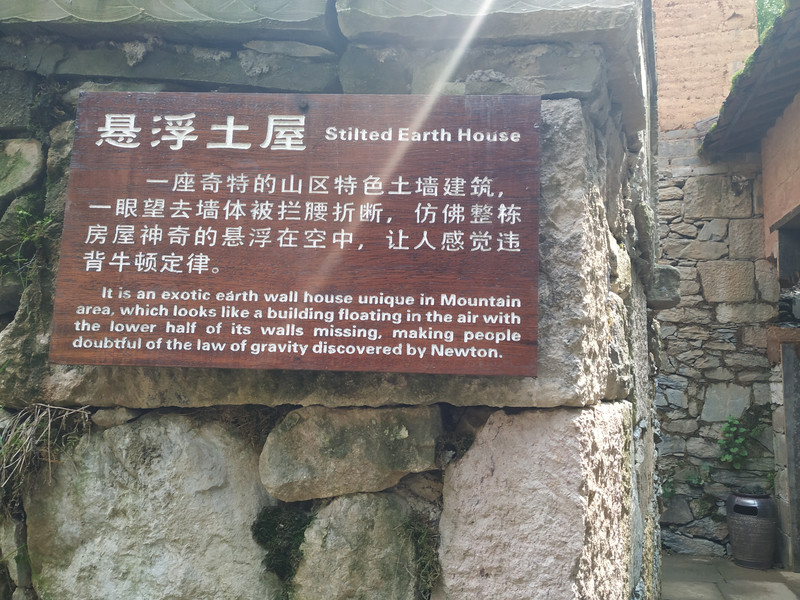 悬浮土屋 Stilted Earth House
一座奇特的山区特色土墙建筑，
一眼望去墙体被拦腰折断，仿佛整栋
房屋神奇的悬浮在空中，让人感觉违
背牛顿定律。
It is an exotic earth wall house unique in Mountain
area, which looks like a building floating in the air with
the lower half of its walls missing, making people
doubtful of the law of gravity discovered by Newton.